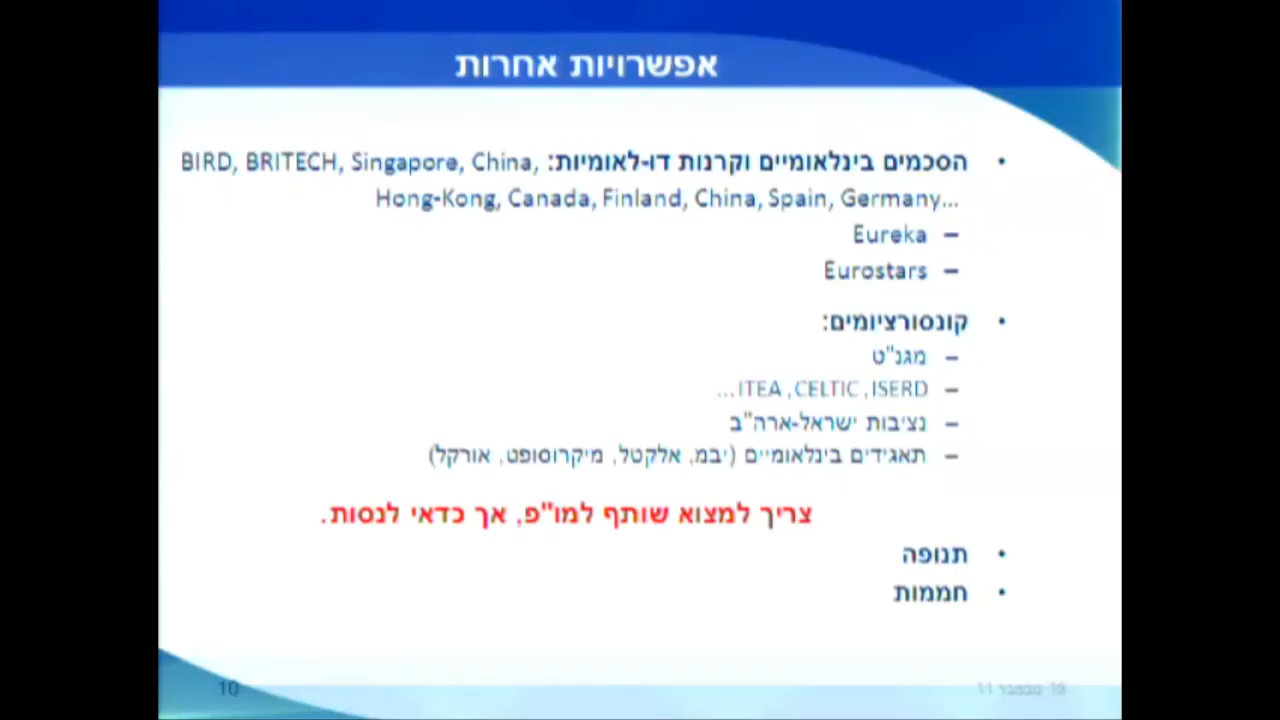 אפשרויות אחרות
• הסכמים בינלאומיים וקרנות דו-לאומיות: BIRD, BRITECH, Singapore, China,
Hong-Kong, Canada, Finland, China, Spain, Germany...
– Eureka
– Eurostars
• קונסורציומים:
– מגנ"ט
– ITEA ,CELTIC ,ISERD...
– נציבות ישראל-ארה"ב
– תאגידים בינלאומיים (יבמ, אלקטל, מיקרוסופט, אורקל)
צריך למצוא שותף למו"פ, אך כדאי לנסות.
• תנופה
• חממות
10